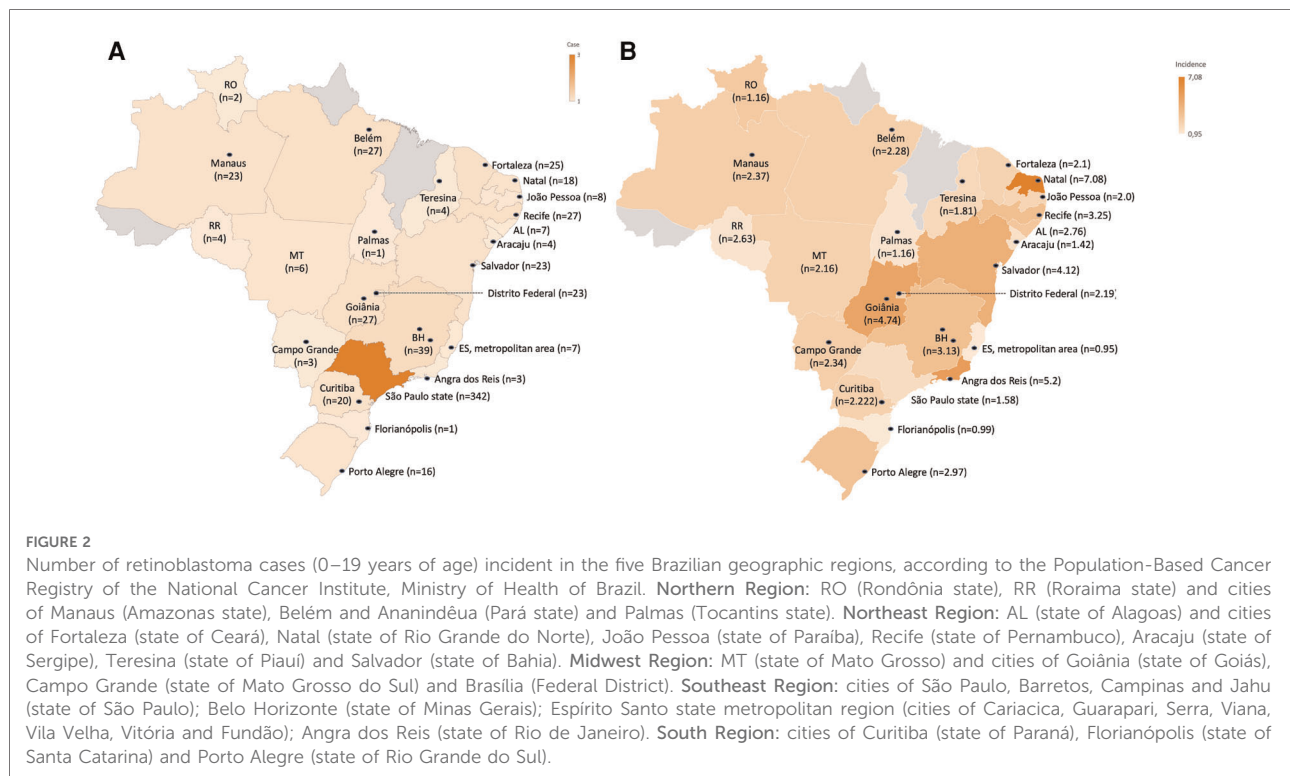 A
Case
3
1
RO
(n=2)
Belém
(n=27)
Manaus
(n=23)
Fortaleza (n=25)
Natal (n=18)
Teresina
(n=4)
João Pessoa (n=8)
Recife (n=27)
RR
(n=4)
AL (n=7)
Palmas
(n=1)
Aracaju (n=4)
MT
(n=6)
Salvador (n=23)
Distrito Federal (n=23)
Goiânia
(n=27)
BH
(n=39)
Campo Grande
(n=3)
ES, metropolitan area (n=7)
Angra dos Reis (n=3)
Curitiba
(n=20)
São Paulo state (n=342)
Florianópolis (n=1)
Porto Alegre (n=16)
B
Incidence
7,08
0,95
RO
(n=1.16)
Belém
(n=2.28)
Manaus
(n=2.37)
Fortaleza (n=2.1)
Natal (n=7.08)
Teresina
(n=1.81)
João Pessoa (n=2.0)
Recife (n=3.25)
RR
(n=2.63)
AL (n=2.76)
Palmas
(n=1.16)
Aracaju (n=1.42)
MT
(n=2.16)
Salvador (n=4.12)
Distrito Federal (n=2.19)
Goiânia
(n=4.74)
BH
(n=3.13)
Campo Grande
(n=2.34)
ES, metropolitan area (n=0.95)
Angra dos Reis (n=5.2)
Curitiba
(n=2.222)
São Paulo state (n=1.58)
Florianópolis (n=0.99)
Porto Alegre (n=2.97)
FIGURE 2
Number of retinoblastoma cases (0–19 years of age) incident in the five Brazilian geographic regions, according to the Population-Based Cancer
Registry of the National Cancer Institute, Ministry of Health of Brazil. Northern Region: RO (Rondônia state), RR (Roraima state) and cities
of Manaus (Amazonas state), Belém and Ananindêua (Pará state) and Palmas (Tocantins state). Northeast Region: AL (state of Alagoas) and cities
of Fortaleza (state of Ceará), Natal (state of Rio Grande do Norte), João Pessoa (state of Paraíba), Recife (state of Pernambuco), Aracaju (state of
Sergipe), Teresina (state of Piauí) and Salvador (state of Bahia). Midwest Region: MT (state of Mato Grosso) and cities of Goiânia (state of Goiás),
Campo Grande (state of Mato Grosso do Sul) and Brasília (Federal District). Southeast Region: cities of São Paulo, Barretos, Campinas and Jahu
(state of São Paulo); Belo Horizonte (state of Minas Gerais); Espírito Santo state metropolitan region (cities of Cariacica, Guarapari, Serra, Viana,
Vila Velha, Vitória and Fundão); Angra dos Reis (state of Rio de Janeiro). South Region: cities of Curitiba (state of Paraná), Florianópolis (state of
Santa Catarina) and Porto Alegre (state of Rio Grande do Sul).